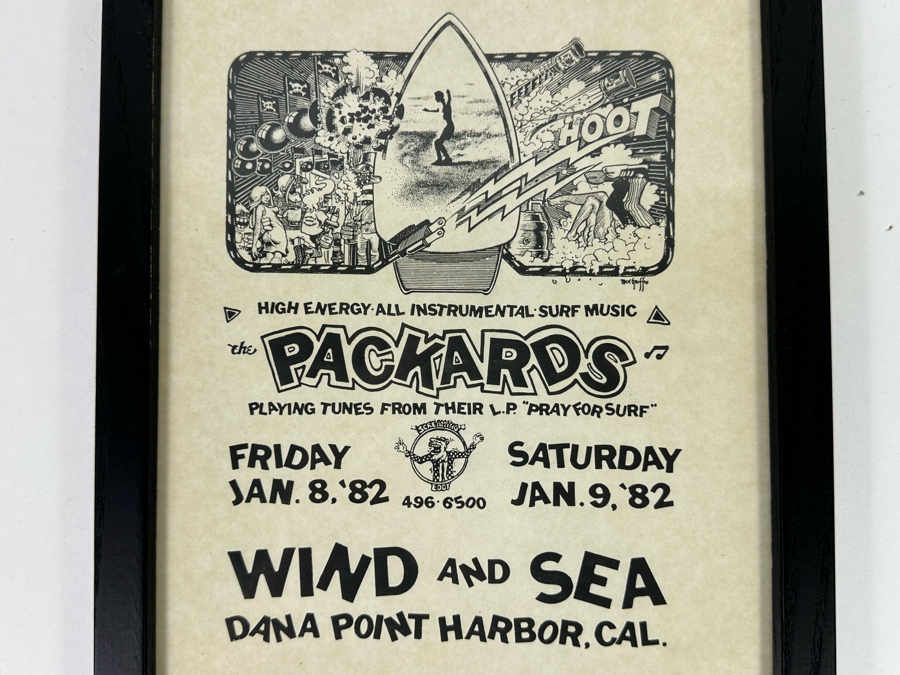 HOOT
HIGH ENERGY·ALL INSTRUMENTAL·SURF MUSIC
the PACKARDS
PLAYING TUNES FROM THEIR L.P. "PRAY FOR SURF"
FRIDAY
JAN. 8, '82
496·6500
SATURDAY
JAN. 9, '82
WIND AND SEA
DANA POINT HARBOR, CAL.